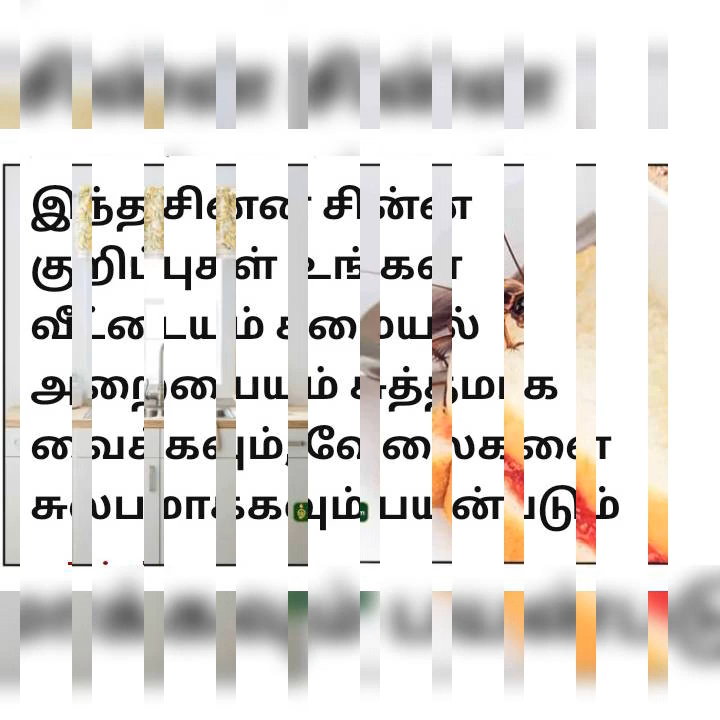 இந்த சின்ன சின்ன
குறிப்புகள் உங்கள்
வீட்டையும் சமையல்
அறையையும் சுத்தமாக
வைக்கவும், வேலைகளை
சுலபமாக்கவும் பயன்படும்